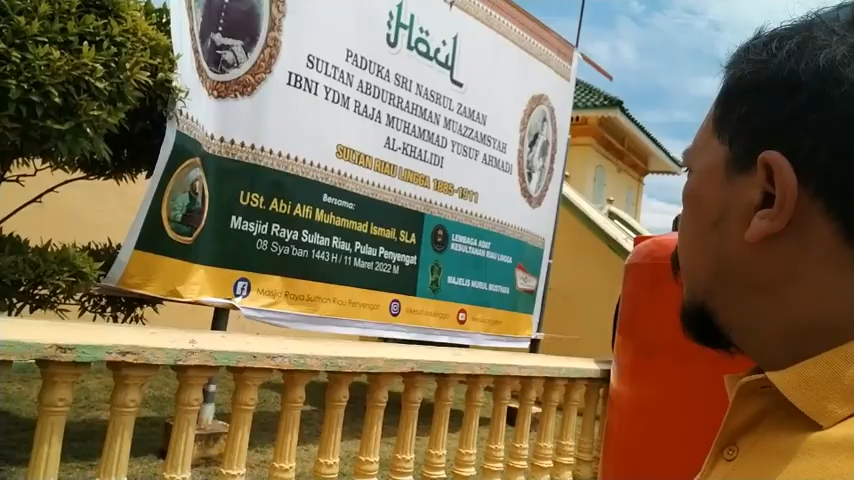 Haul
PADUKA SRI NASRUL ZAMAN
SULTAN ABDURRAHMAN MUAZZAMSYAH
IBNI YDM RAJA MUHAMMAD YUSUF AHMADI
AL-KHALIDI
SULTAN RIAU LINGGA 1885-1911
Bersama:
USt. Abi Alfi Muhammad Ismail, SLA
MASJID Raya Sultan Riau, Pulau Penyengat
08 Sya'ban 1443 H / 11 Maret 2022 M
LEMBAGA ADAT
KESULTANAN RIAU LINGGA
MAJELIS NURUL MUSTHAFA
Masjid Raya Sulthan Riau Penyengat